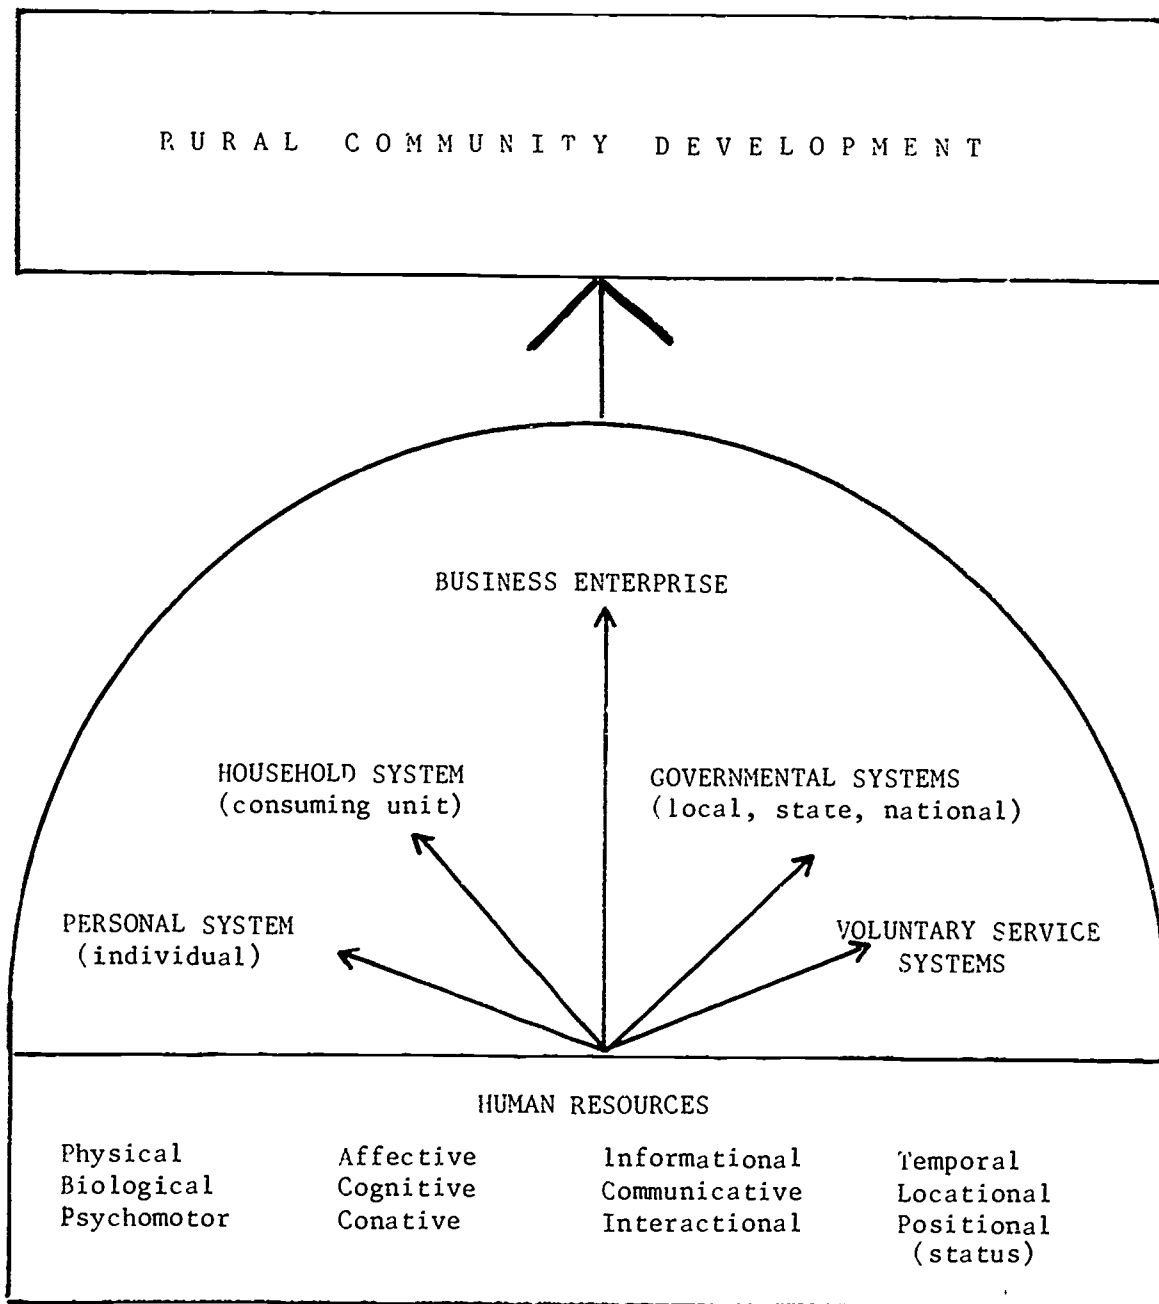 RURAL COMMUNITY DEVELOPMENT
BUSINESS ENTERPRISE
HOUSEHOLD SYSTEM
(consuming unit)
GOVERNMENTAL SYSTEMS
(local, state, national)
PERSONAL SYSTEM
(individual)
VOLUNTARY SERVICE
SYSTEMS
HUMAN RESOURCES
Physical Affective Informational Temporal
Biological Cognitive Communicative Locational
Psychomotor Conative Interactional Positional
(status)